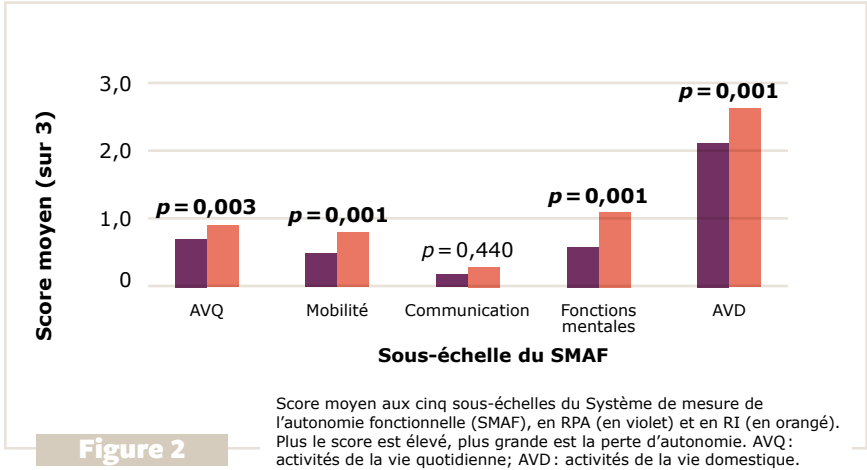 3,0
2,0
1,0
0
Score moyen (sur 3)
p = 0,003
p = 0,001
p = 0,440
p = 0,001
p = 0,001
AVQ
Mobilité
Communication
Fonctions
mentales
AVD
Sous-échelle du SMAF
Figure 2
Score moyen aux cinq sous-échelles du Système de mesure de
l’autonomie fonctionnelle (SMAF), en RPA (en violet) et en RI (en orangé).
Plus le score est élevé, plus grande est la perte d’autonomie. AVQ :
activités de la vie quotidienne; AVD : activités de la vie domestique.